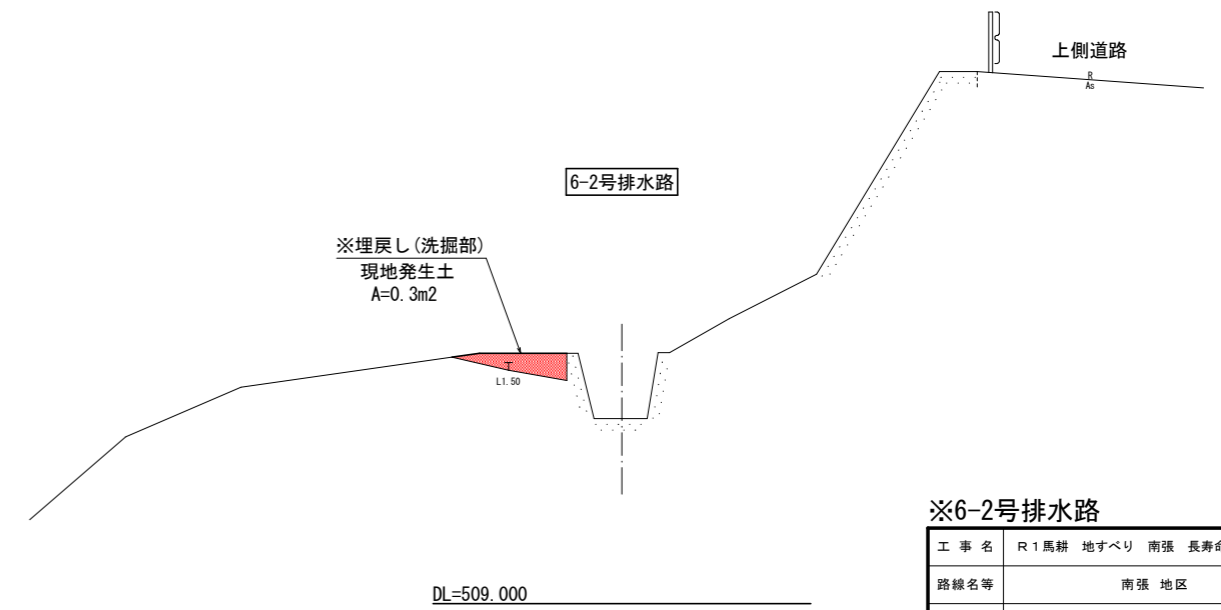 上側道路
R
As
6-2号排水路
※埋戻し(洗掘部)
現地発生土
A=0.3m2
L1.50
DL=509.000
※6-2号排水路
工事名 R1馬耕 地すべり 南張 長寿命
路線名等 南張 地区